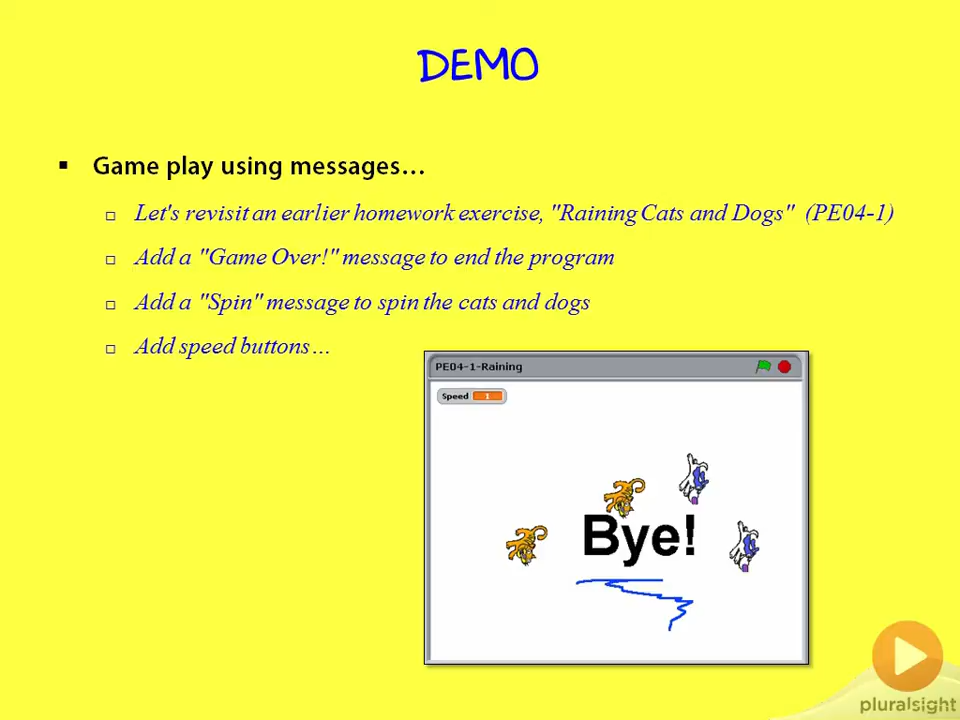 DEMO
Game play using messages…
Let's revisit an earlier homework exercise, "Raining Cats and Dogs" (PE04-1)
Add a "Game Over!" message to end the program
Add a "Spin" message to spin the cats and dogs
Add speed buttons…
PE04-1-Raining
Speed 1
Bye!
pluralsight